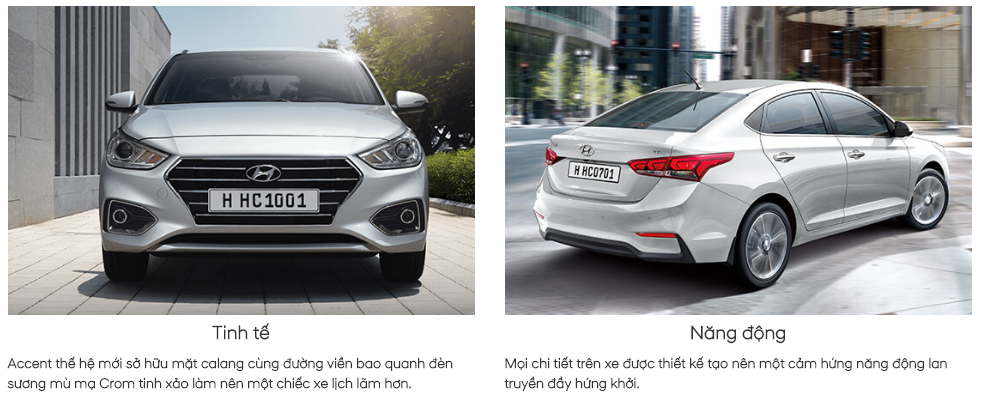 H HC1001
H HC0701
Tinh tế
Accent thế hệ mới sở hữu mặt calang cùng đường viền bao quanh đèn
sương mù mạ Crom tinh xảo làm nên một chiếc xe lịch lãm hơn.
Năng động
Mọi chi tiết trên xe được thiết kế tạo nên một cảm hứng năng động lan
truyền đầy hứng khởi.